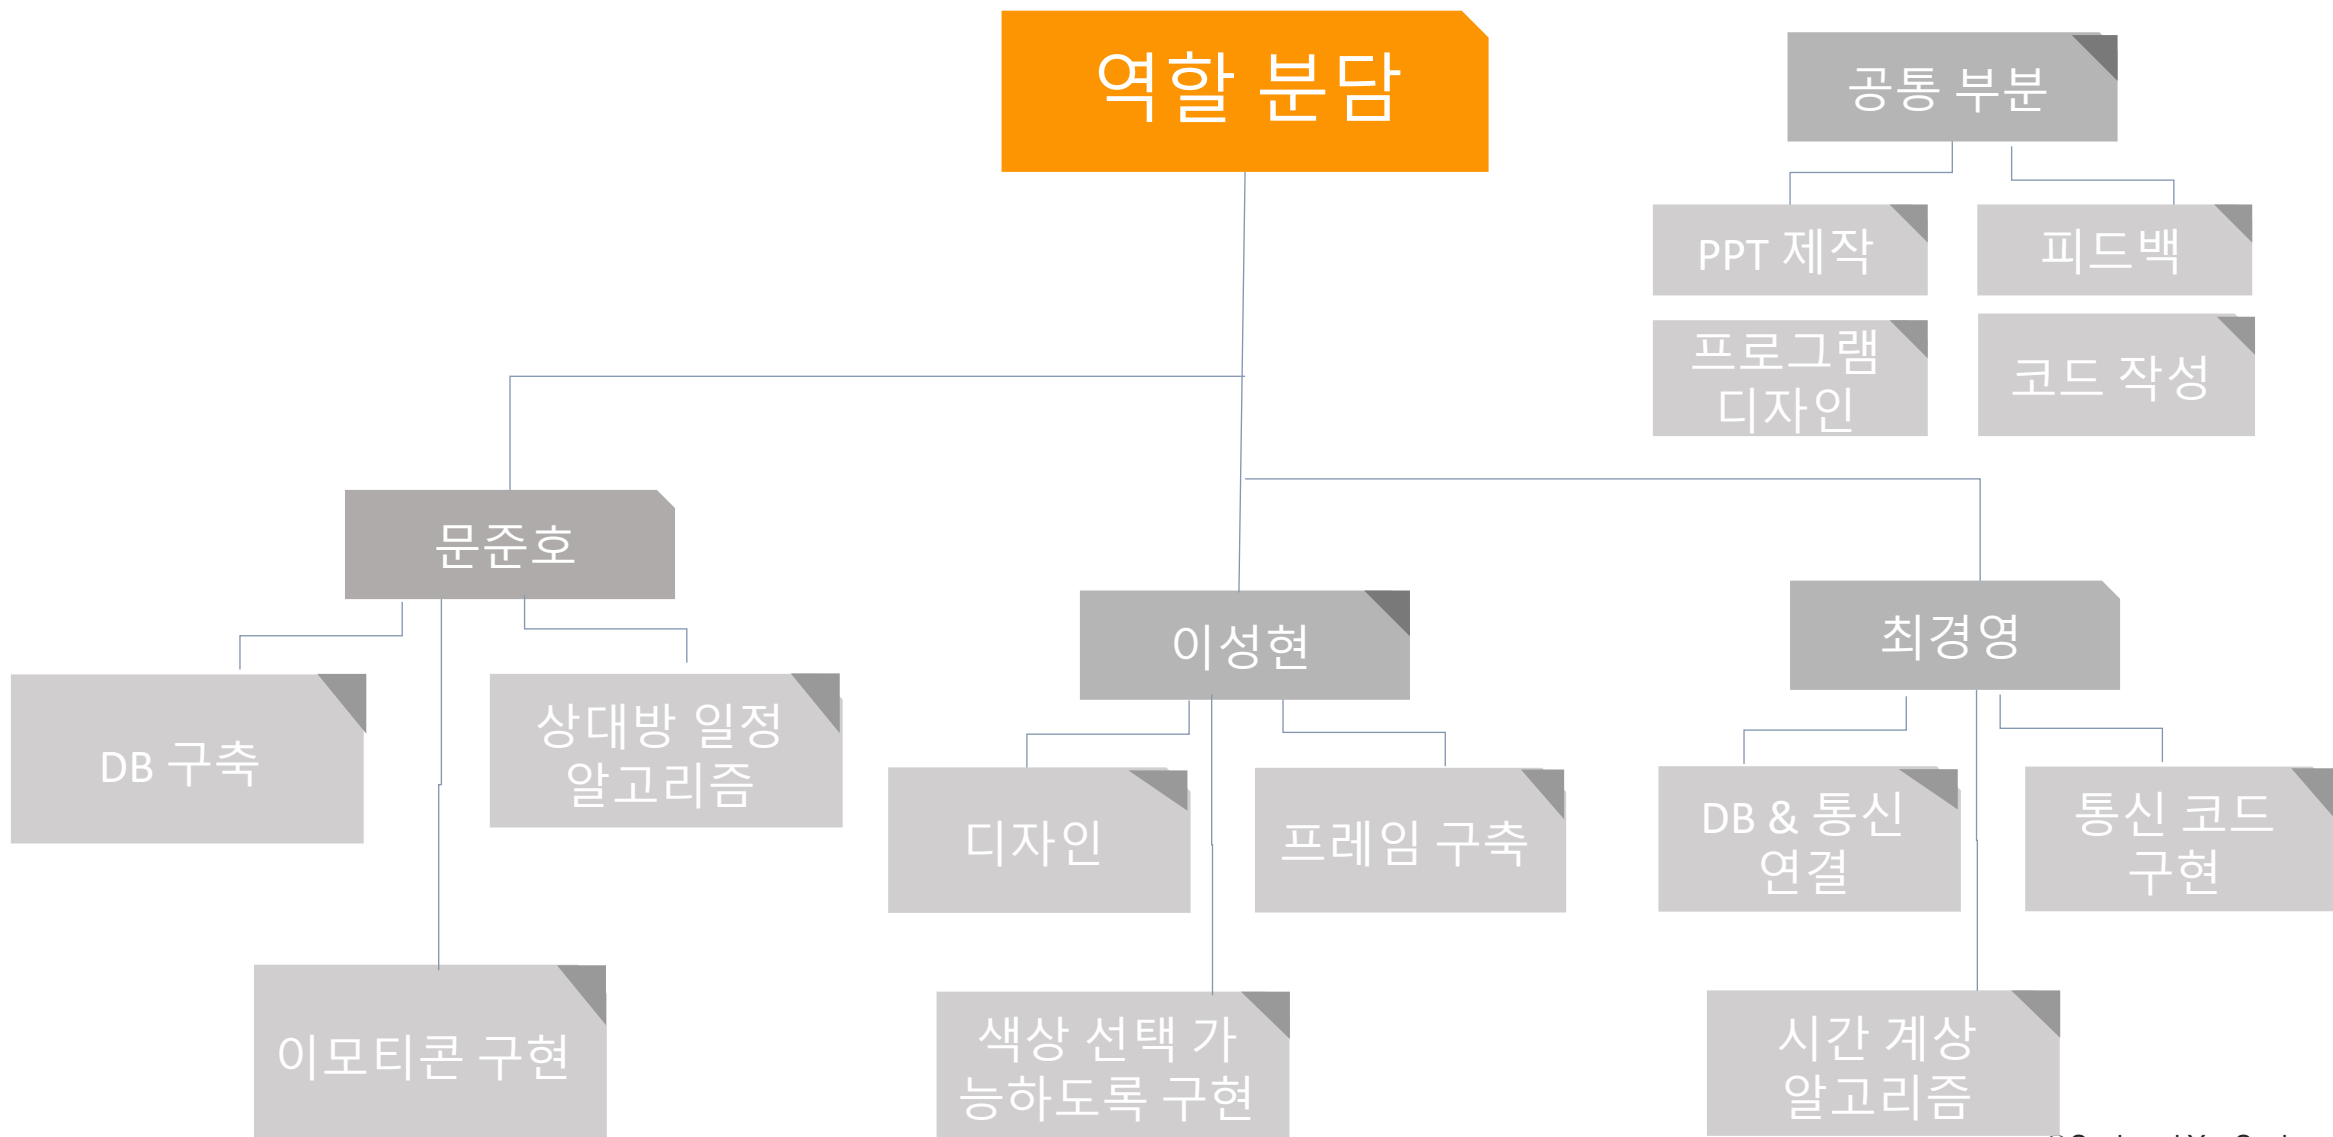 역할 분담
공통 부분
PPT 제작
피드백
프로그램
디자인
코드 작성
문준호
이성현
최경영
DB 구축
상대방 일정
알고리즘
디자인
프레임 구축
DB & 통신
연결
통신 코드
구현
이모티콘 구현
색상 선택 가
능하도록 구현
시간 계상
알고리즘